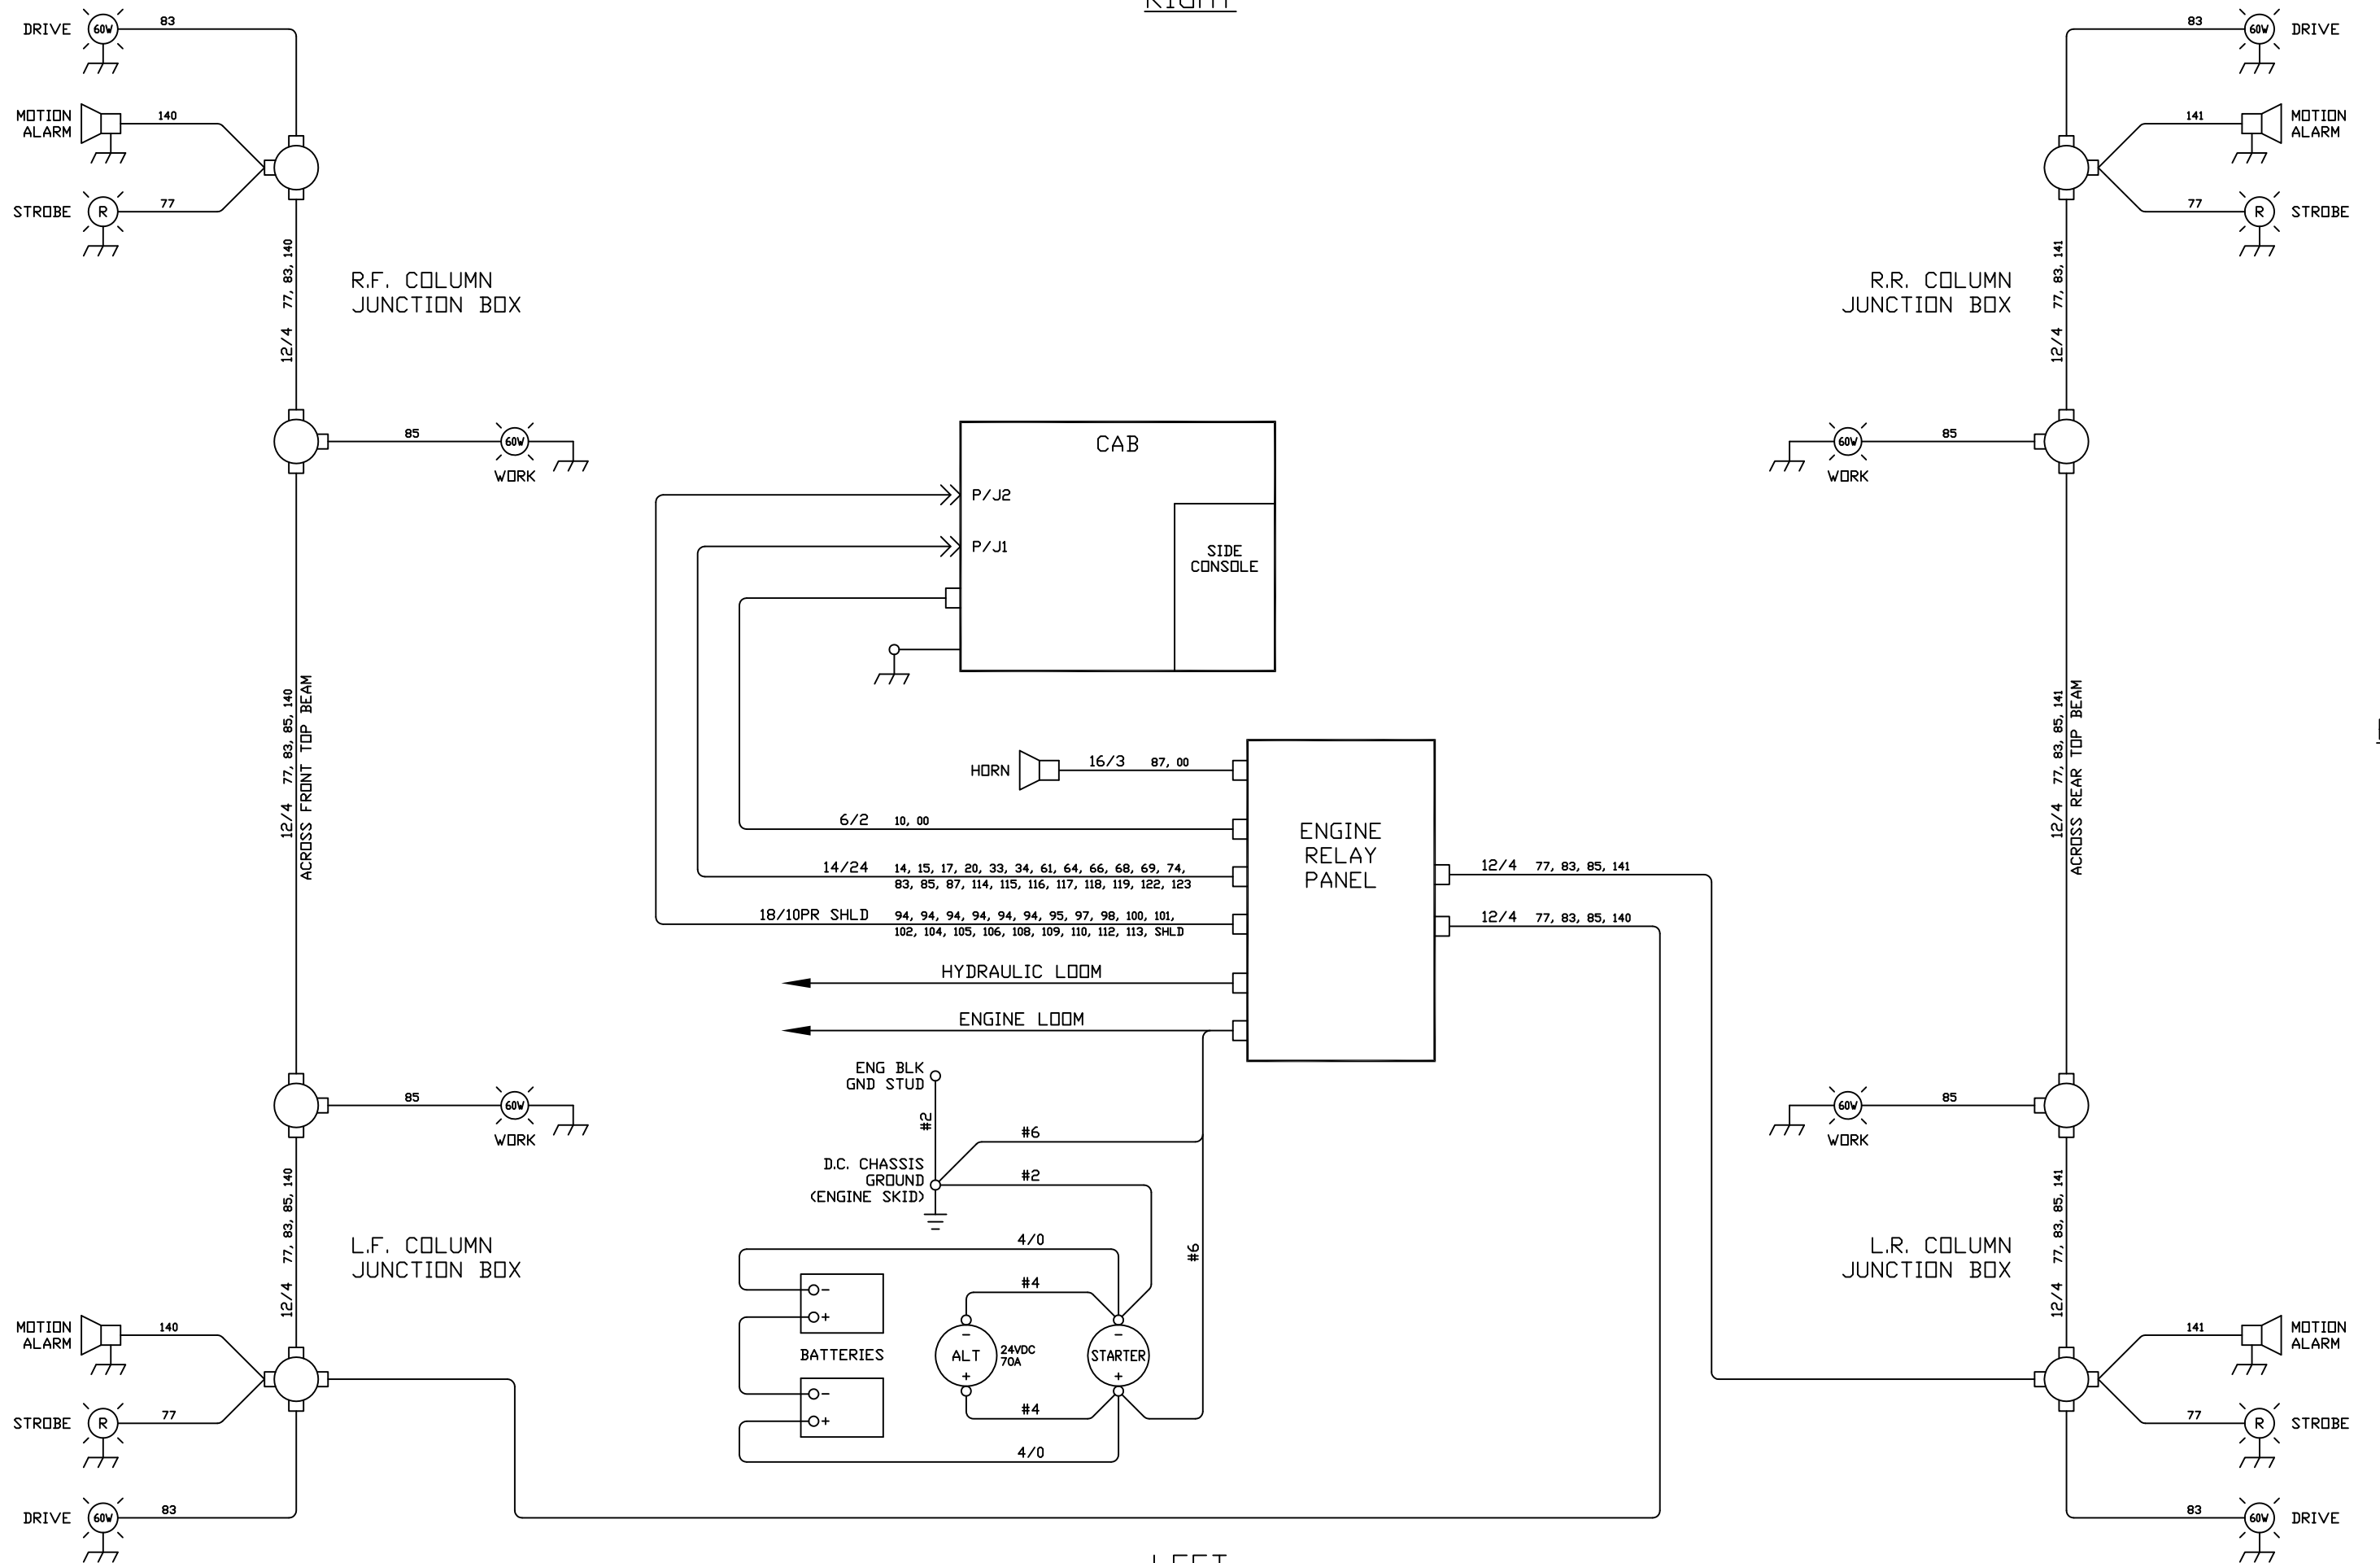 RIGHT
DRIVE
60W
83
MOTION
ALARM
140
STROBE
R
77
77, 83, 140
12/4
R.F. COLUMN
JUNCTION BOX
85
60W
WORK
12/4 77, 83, 85, 140
ACROSS FRONT TOP BEAM
85
60W
WORK
12/4 77, 83, 85, 140
L.F. COLUMN
JUNCTION BOX
MOTION
ALARM
140
STROBE
R
77
DRIVE
60W
83
CAB
P/J2
P/J1
SIDE
CONSOLE
HORN
16/3 87, 00
6/2 10, 00
14/24 14, 15, 17, 20, 33, 34, 61, 64, 66, 68, 69, 74,
83, 85, 87, 114, 115, 116, 117, 118, 119, 122, 123
18/10PR SHLD 94, 94, 94, 94, 94, 94, 95, 97, 98, 100, 101,
102, 104, 105, 106, 108, 109, 110, 112, 113, SHLD
HYDRAULIC LOOM
ENGINE LOOM
ENGINE
RELAY
PANEL
12/4 77, 83, 85, 141
12/4 77, 83, 85, 140
ENG BLK
GND STUD
#2
#6
D.C. CHASSIS
GROUND
(ENGINE SKID)
#2
4/0
#6
#4
-
+
BATTERIES
-
+
-
ALT
+
24VDC
70A
-
STARTER
+
#4
4/0
LEFT
83
60W
DRIVE
141
MOTION
ALARM
77
R
STROBE
12/4 77, 83, 141
R.R. COLUMN
JUNCTION BOX
60W
WORK
85
12/4 77, 83, 85, 141
ACROSS REAR TOP BEAM
60W
WORK
85
12/4 77, 83, 85, 141
L.R. COLUMN
JUNCTION BOX
141
MOTION
ALARM
77
R
STROBE
83
60W
DRIVE